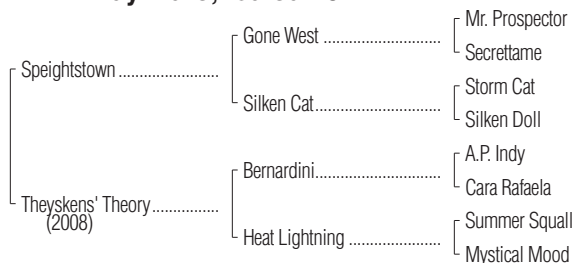 Mr. Prospector
Gone West ..............................
Secrettame
Speightstown .........................
Storm Cat
Silken Cat................................
Silken Doll
A.P. Indy
Bernardini................................
Cara Rafaela
Theyskens' Theory................
(2008)
Summer Squall
Heat Lightning .......................
Mystical Mood